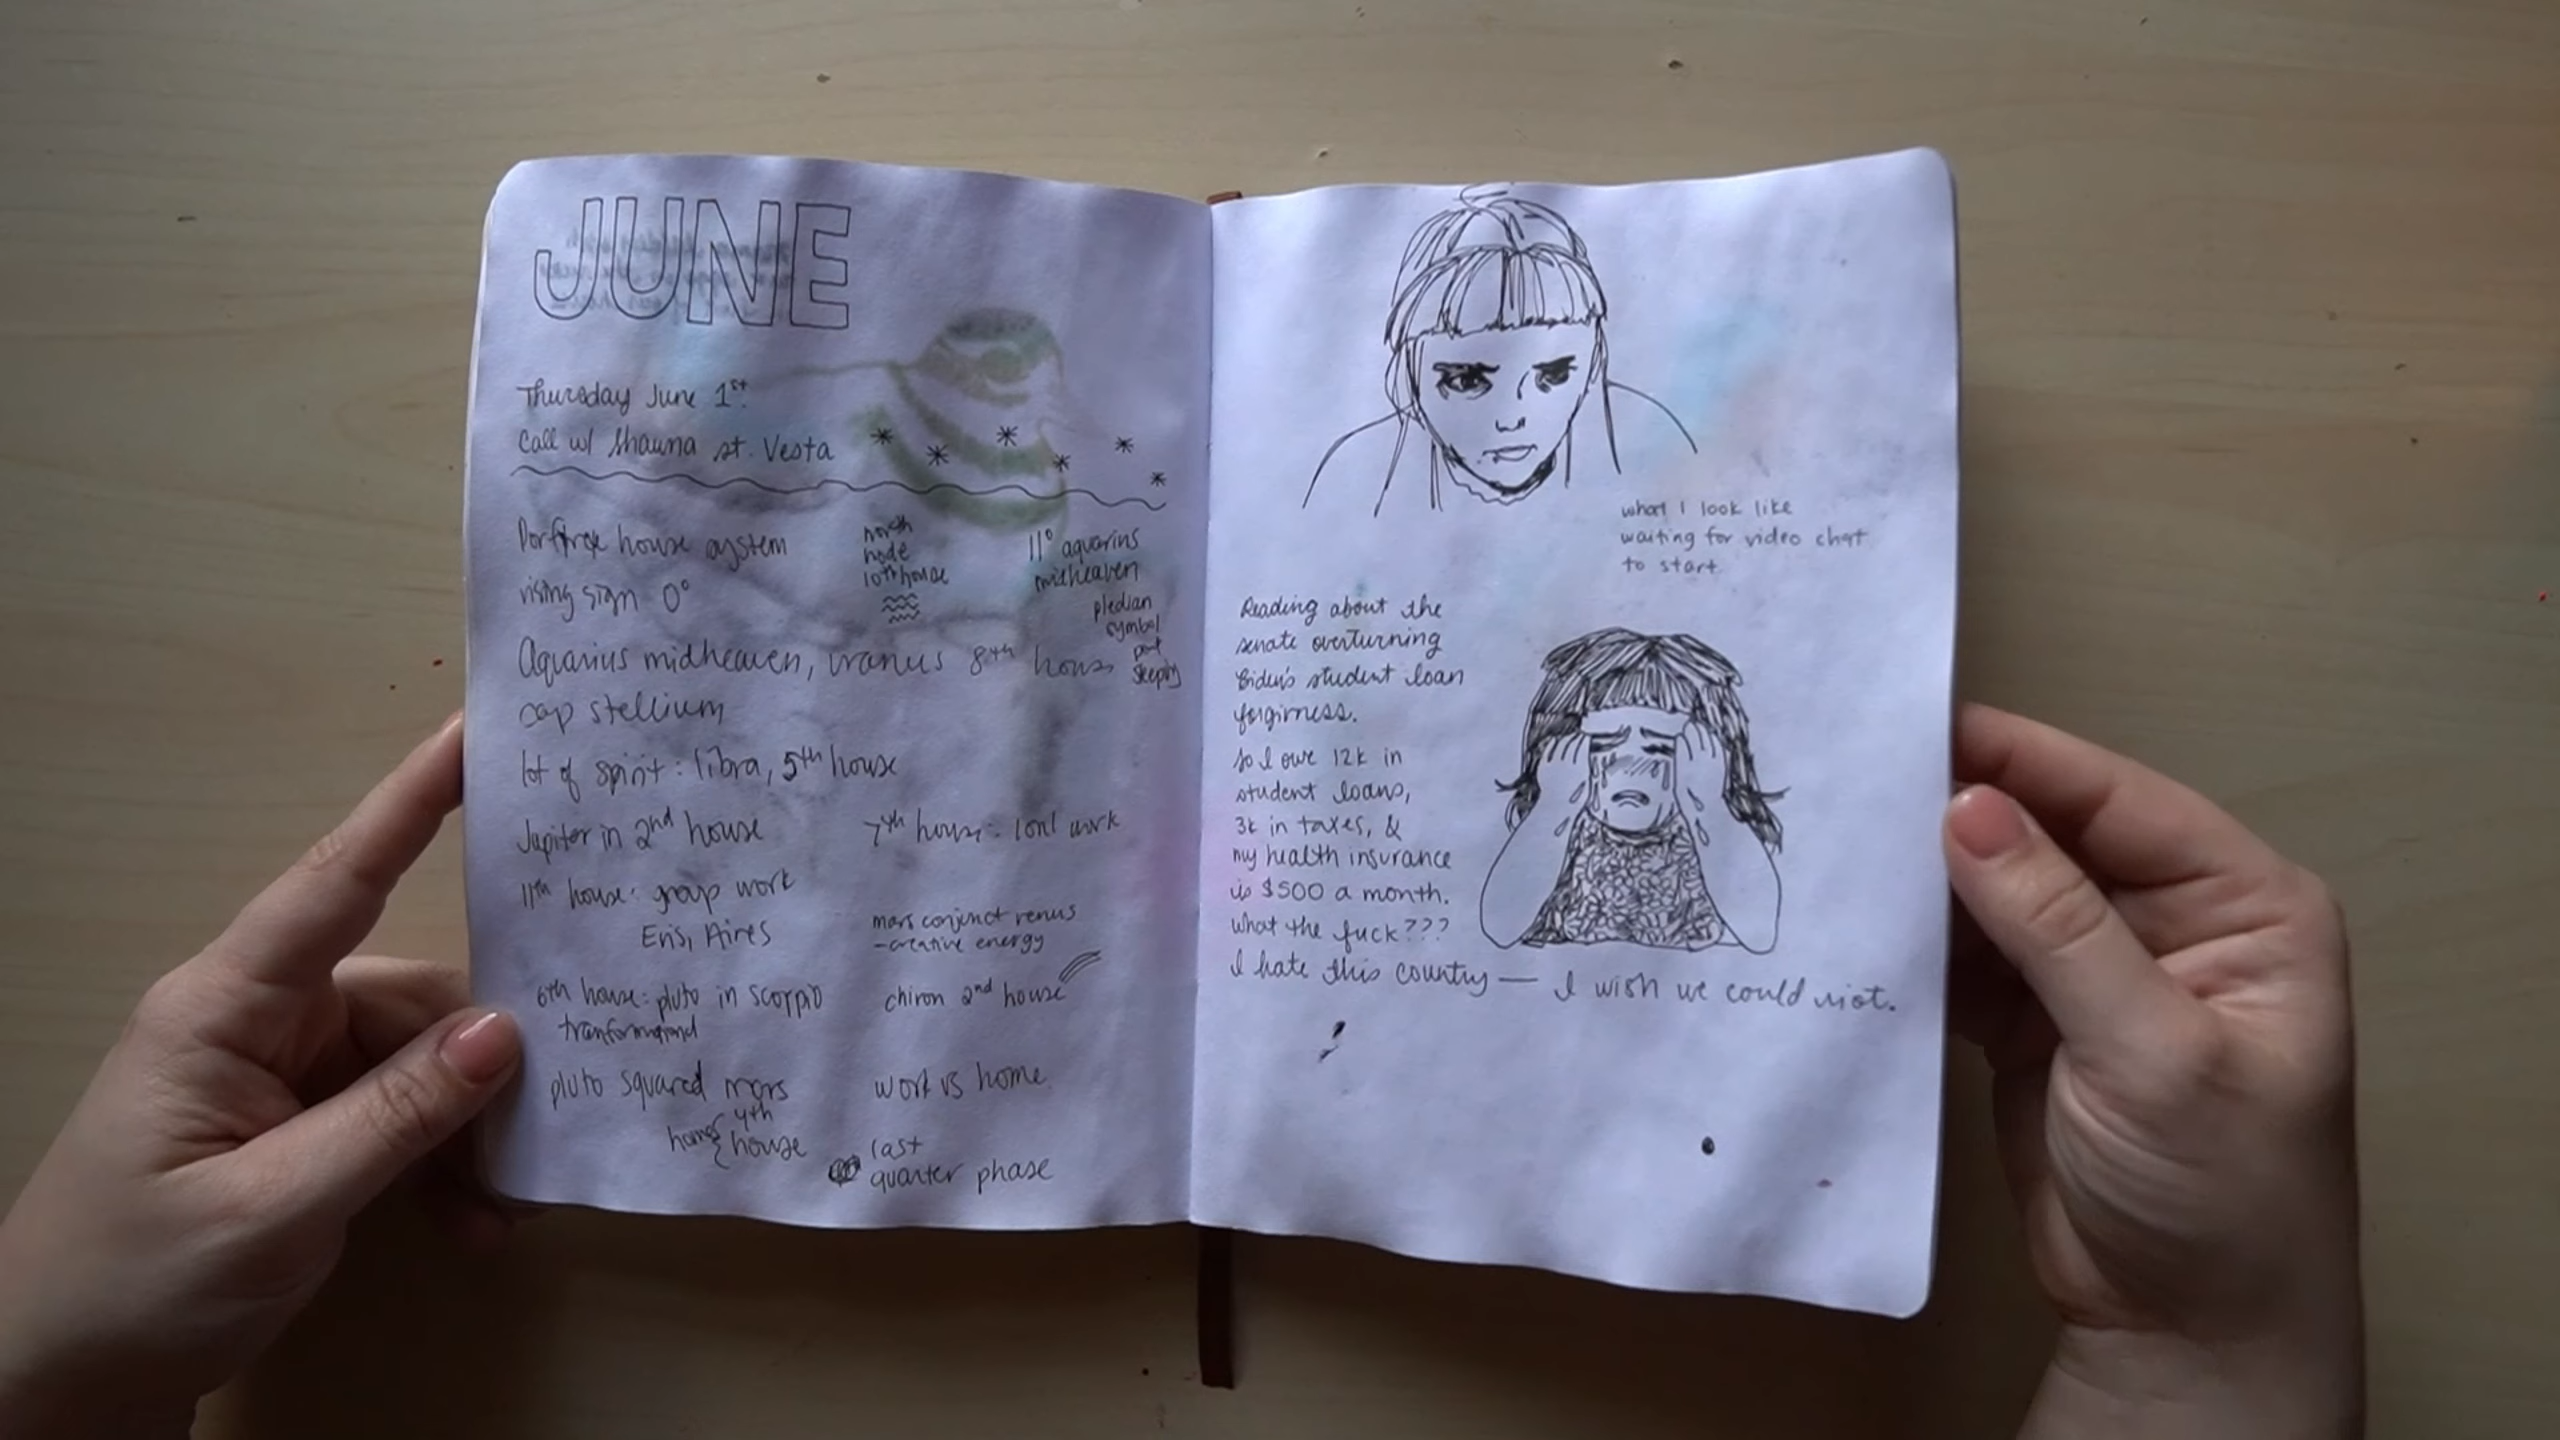 JUNE
Thursday June 1st.
Call w/ Shauna st. Vesta
house system
rising sign 0°
north
node
10th house
11° aquarius
midheaven
pledian
symbol
Aquarius midheaven, uranus 8th house
cap stellium
lot of spirit: libra, 5th house
Jupiter in 2nd house
7th house: 1on1 work
11th house: group work
Eris, Aires
mars conjunct venus
- creative energy
6th house: pluto in scorpio
chiron 2nd house
pluto squared mars
home { 4th
house
work vs home.
last
quarter phase
what I look like
waiting for video chat
to start.
Reading about the
senate overturning
Biden's student loan
forgivness.
So I owe 12k in
student loans,
3k in taxes, &
my health insurance
is $500 a month.
What the fuck???
I hate this country — I wish we could riot.